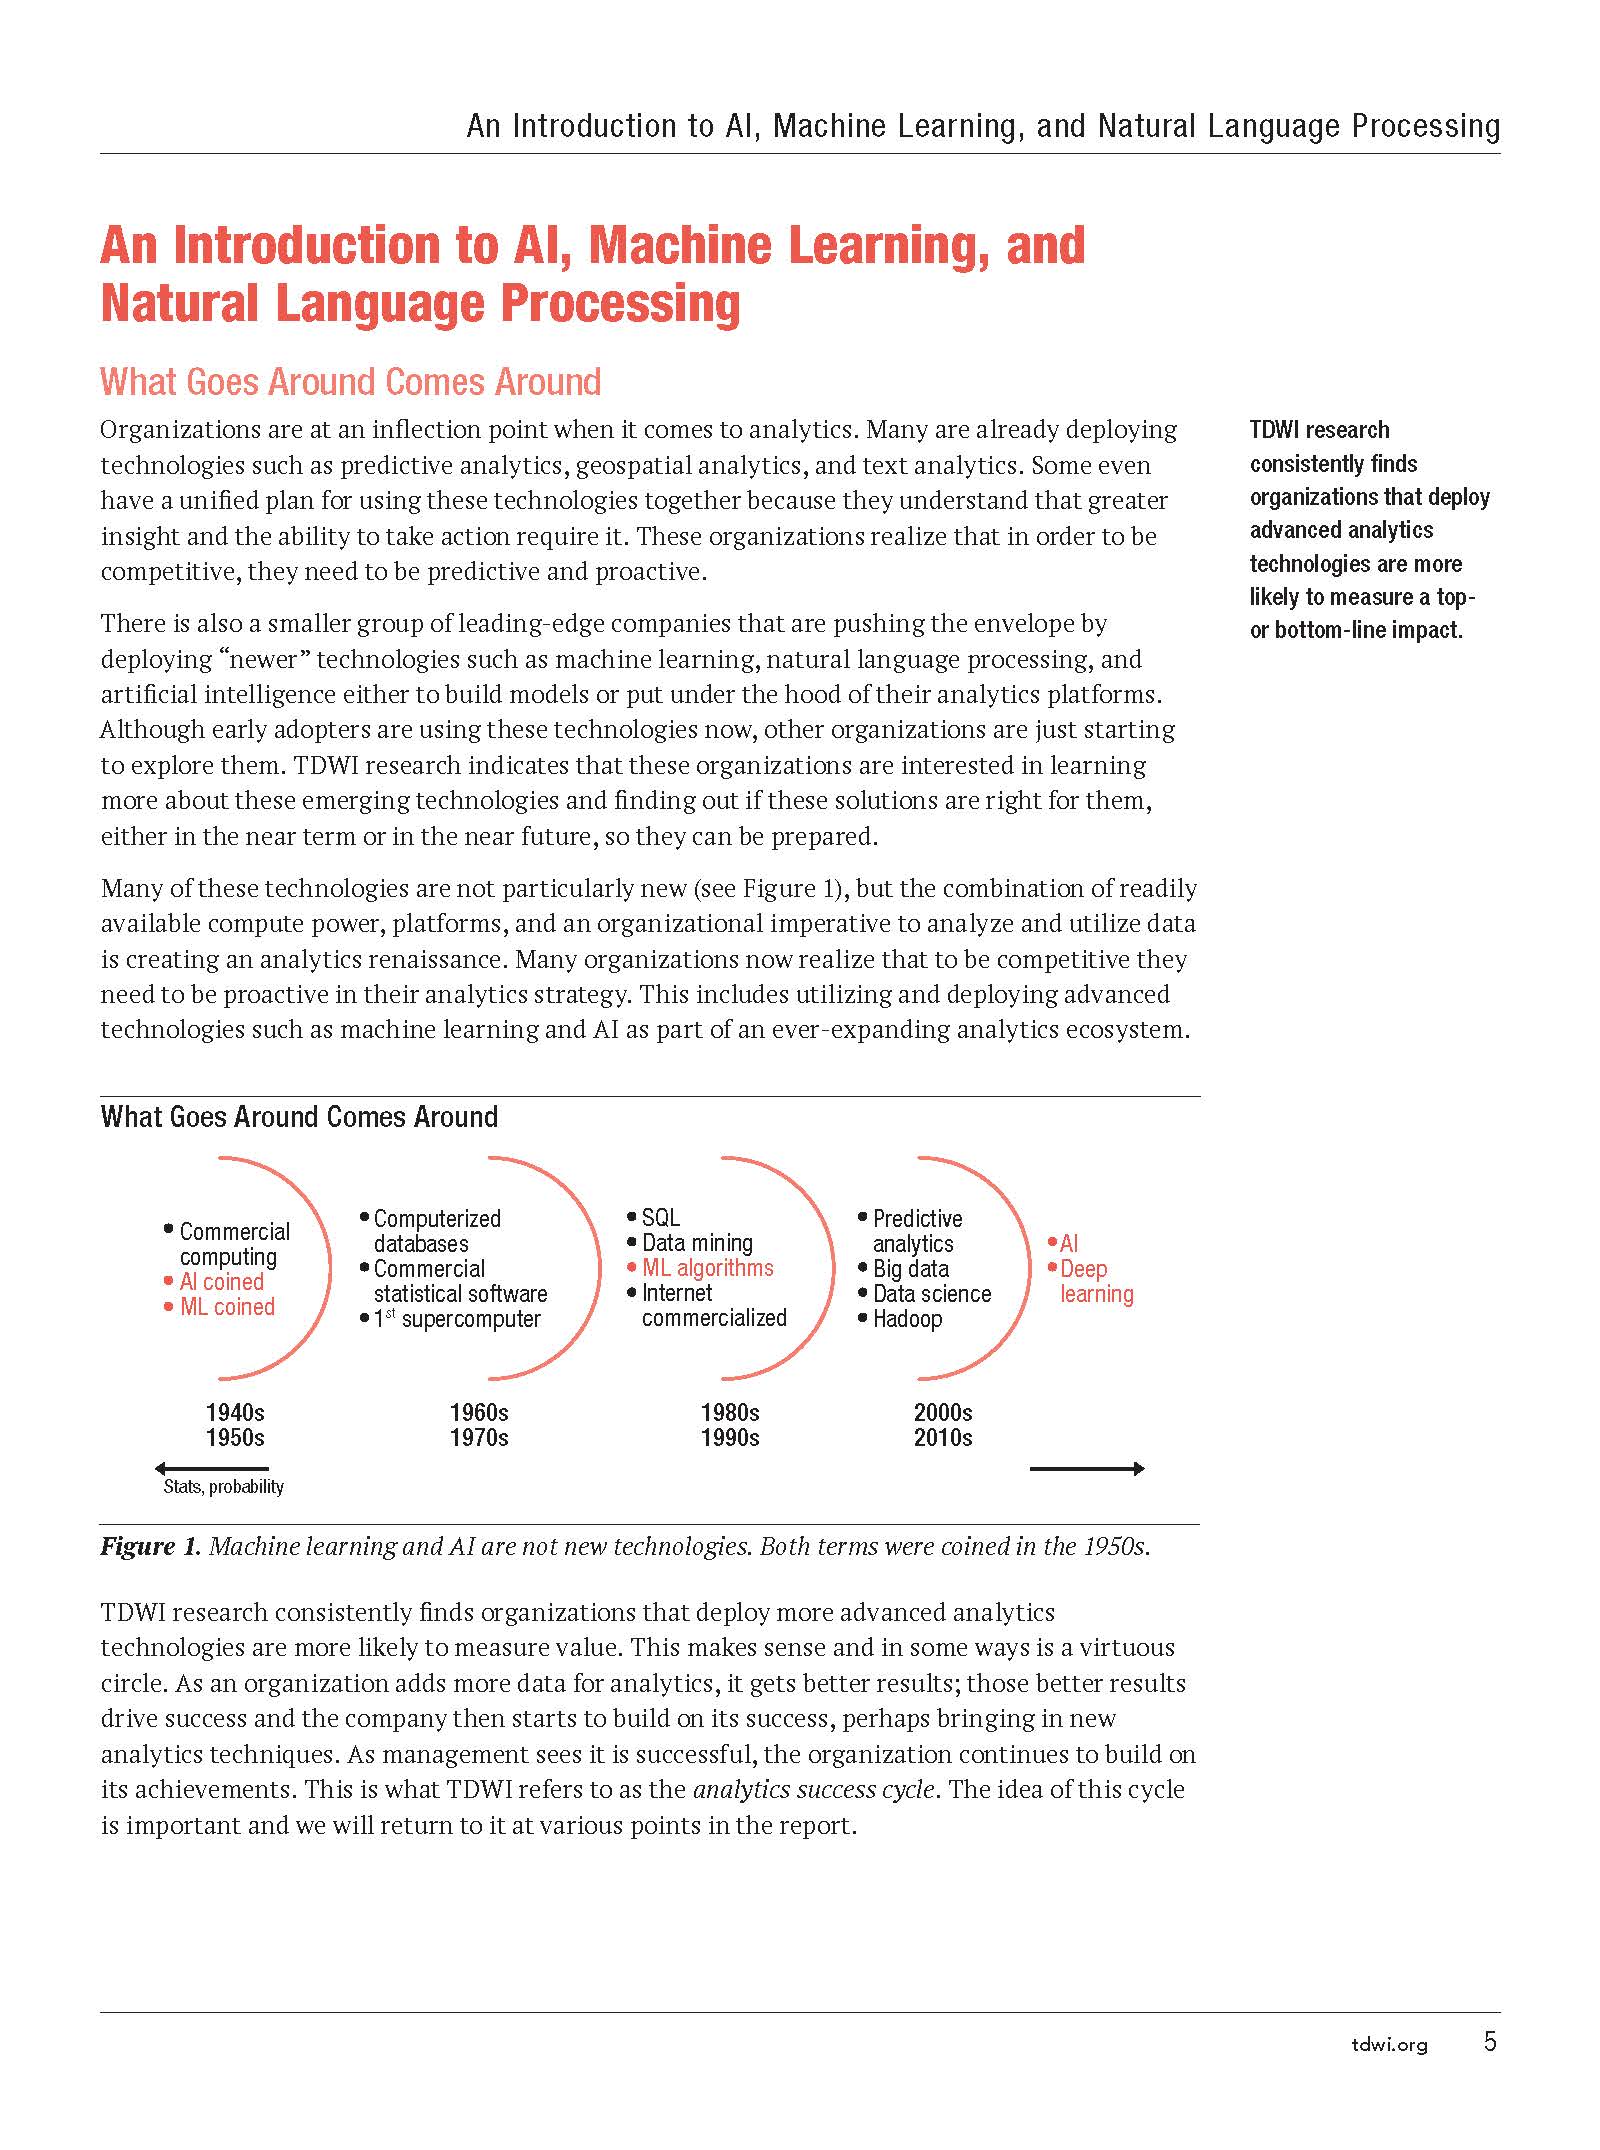 An Introduction to AI, Machine Learning, and Natural Language Processing
An Introduction to AI, Machine Learning, and
Natural Language Processing
What Goes Around Comes Around
Organizations are at an inflection point when it comes to analytics. Many are already deploying
technologies such as predictive analytics, geospatial analytics, and text analytics. Some even
have a unified plan for using these technologies together because they understand that greater
insight and the ability to take action require it. These organizations realize that in order to be
competitive, they need to be predictive and proactive.
There is also a smaller group of leading-edge companies that are pushing the envelope by
deploying “newer” technologies such as machine learning, natural language processing, and
artificial intelligence either to build models or put under the hood of their analytics platforms.
Although early adopters are using these technologies now, other organizations are just starting
to explore them. TDWI research indicates that these organizations are interested in learning
more about these emerging technologies and finding out if these solutions are right for them,
either in the near term or in the near future, so they can be prepared.
Many of these technologies are not particularly new (see Figure 1), but the combination of readily
available compute power, platforms, and an organizational imperative to analyze and utilize data
is creating an analytics renaissance. Many organizations now realize that to be competitive they
need to be proactive in their analytics strategy. This includes utilizing and deploying advanced
technologies such as machine learning and AI as part of an ever-expanding analytics ecosystem.
TDWI research
consistently finds
organizations that deploy
advanced analytics
technologies are more
likely to measure a top-
or bottom-line impact.
What Goes Around Comes Around
• Commercial
computing
• AI coined
• ML coined
1940s
1950s
• Computerized
databases
• Commercial
statistical software
• 1st supercomputer
1960s
1970s
• SQL
• Data mining
• ML algorithms
• Internet
commercialized
1980s
1990s
• Predictive
analytics
• Big data
• Data science
• Hadoop
2000s
2010s
• AI
• Deep
learning
Stats, probability
Figure 1. Machine learning and AI are not new technologies. Both terms were coined in the 1950s.
TDWI research consistently finds organizations that deploy more advanced analytics
technologies are more likely to measure value. This makes sense and in some ways is a virtuous
circle. As an organization adds more data for analytics, it gets better results; those better results
drive success and the company then starts to build on its success, perhaps bringing in new
analytics techniques. As management sees it is successful, the organization continues to build on
its achievements. This is what TDWI refers to as the analytics success cycle. The idea of this cycle
is important and we will return to it at various points in the report.
tdwi.org 5